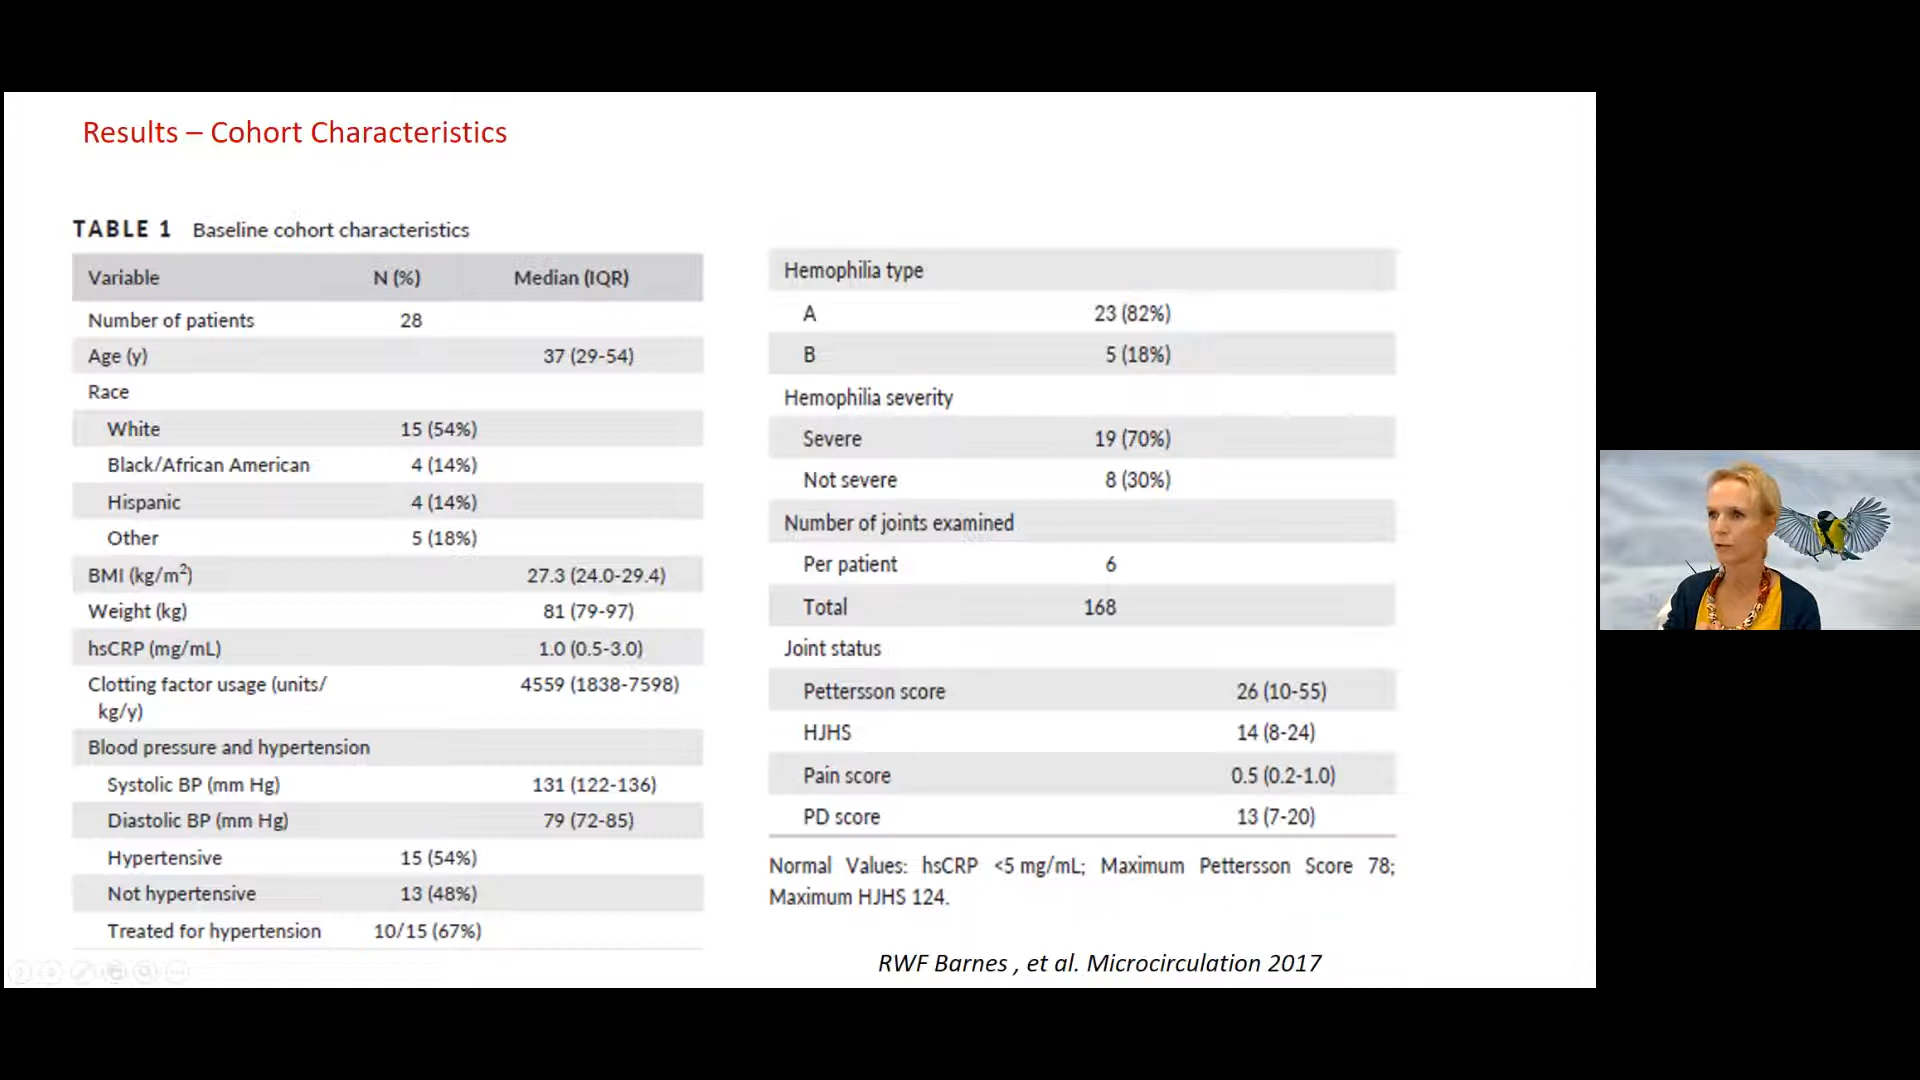 Results – Cohort Characteristics
TABLE 1 Baseline cohort characteristics
Variable N (%) Median (IQR)
Number of patients 28
Age (y) 37 (29-54)
Race
White 15 (54%)
Black/African American 4 (14%)
Hispanic 4 (14%)
Other 5 (18%)
BMI (kg/m²) 27.3 (24.0-29.4)
Weight (kg) 81 (79-97)
hsCRP (mg/mL) 1.0 (0.5-3.0)
Clotting factor usage (units/ 4559 (1838-7598)
kg/y)
Blood pressure and hypertension
Systolic BP (mm Hg) 131 (122-136)
Diastolic BP (mm Hg) 79 (72-85)
Hypertensive 15 (54%)
Not hypertensive 13 (48%)
Treated for hypertension 10/15 (67%)
Hemophilia type
A 23 (82%)
B 5 (18%)
Hemophilia severity
Severe 19 (70%)
Not severe 8 (30%)
Number of joints examined
Per patient 6
Total 168
Joint status
Pettersson score 26 (10-55)
HJHS 14 (8-24)
Pain score 0.5 (0.2-1.0)
PD score 13 (7-20)
Normal Values: hsCRP <5 mg/mL; Maximum Pettersson Score 78;
Maximum HJHS 124.
RWF Barnes , et al. Microcirculation 2017